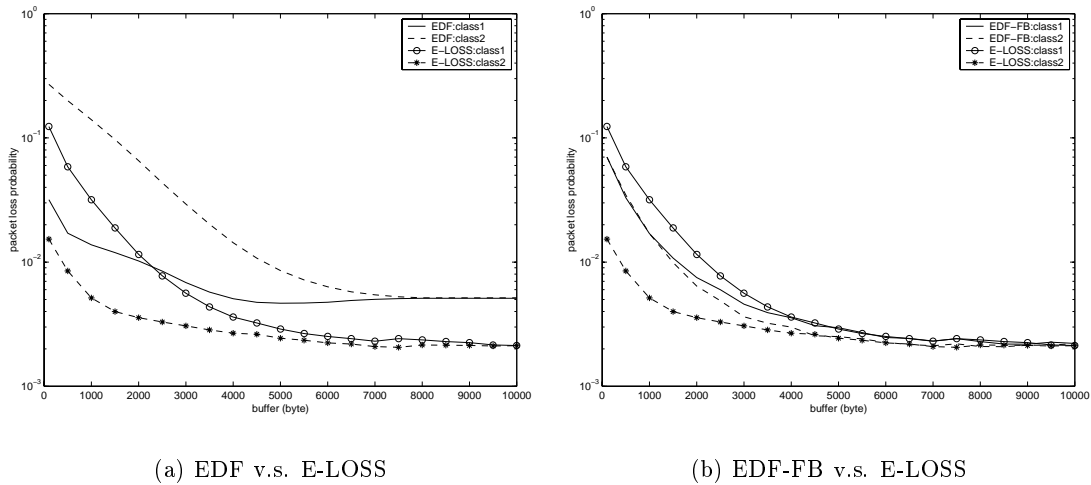 10^0
10^-1
10^-2
10^-3
packet loss probability
EDF:class1
EDF:class2
E-LOSS:class1
E-LOSS:class2
0 1000 2000 3000 4000 5000 6000 7000 8000 9000 10000
buffer (byte)
(a) EDF v.s. E-LOSS
10^0
10^-1
10^-2
10^-3
packet loss probability
EDF-FB:class1
EDF-FB:class2
E-LOSS:class1
E-LOSS:class2
0 1000 2000 3000 4000 5000 6000 7000 8000 9000 10000
buffer (byte)
(b) EDF-FB v.s. E-LOSS